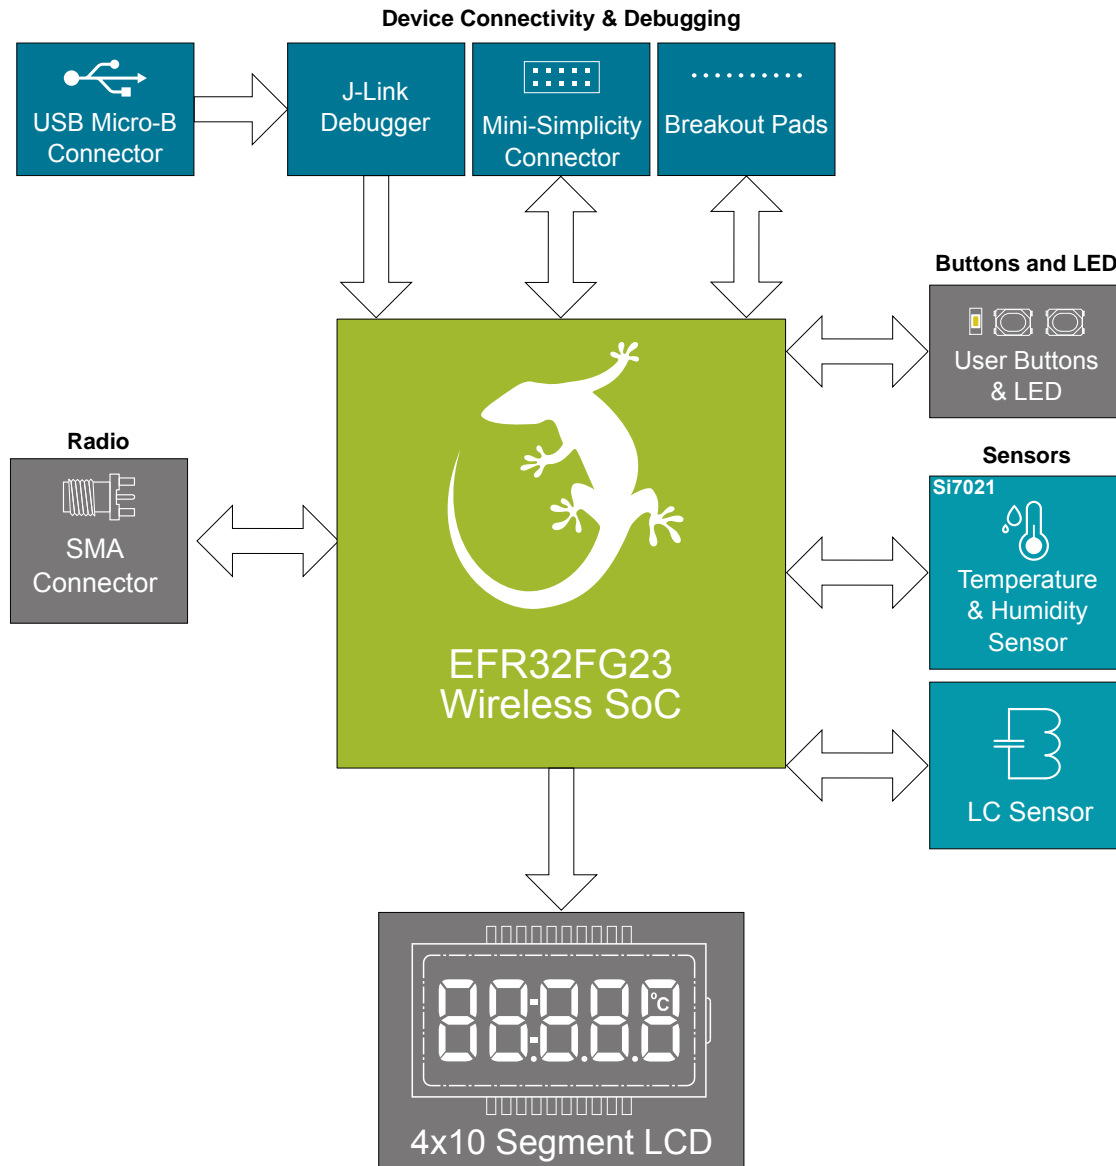 Device Connectivity & Debugging
USB Micro-B
Connector
J-Link
Debugger
Mini-Simplicity
Connector
Breakout Pads
Buttons and LED
User Buttons
& LED
Radio
SMA
Connector
EFR32FG23
Wireless SoC
Sensors
Si7021
Temperature
& Humidity
Sensor
LC Sensor
°C
4x10 Segment LCD